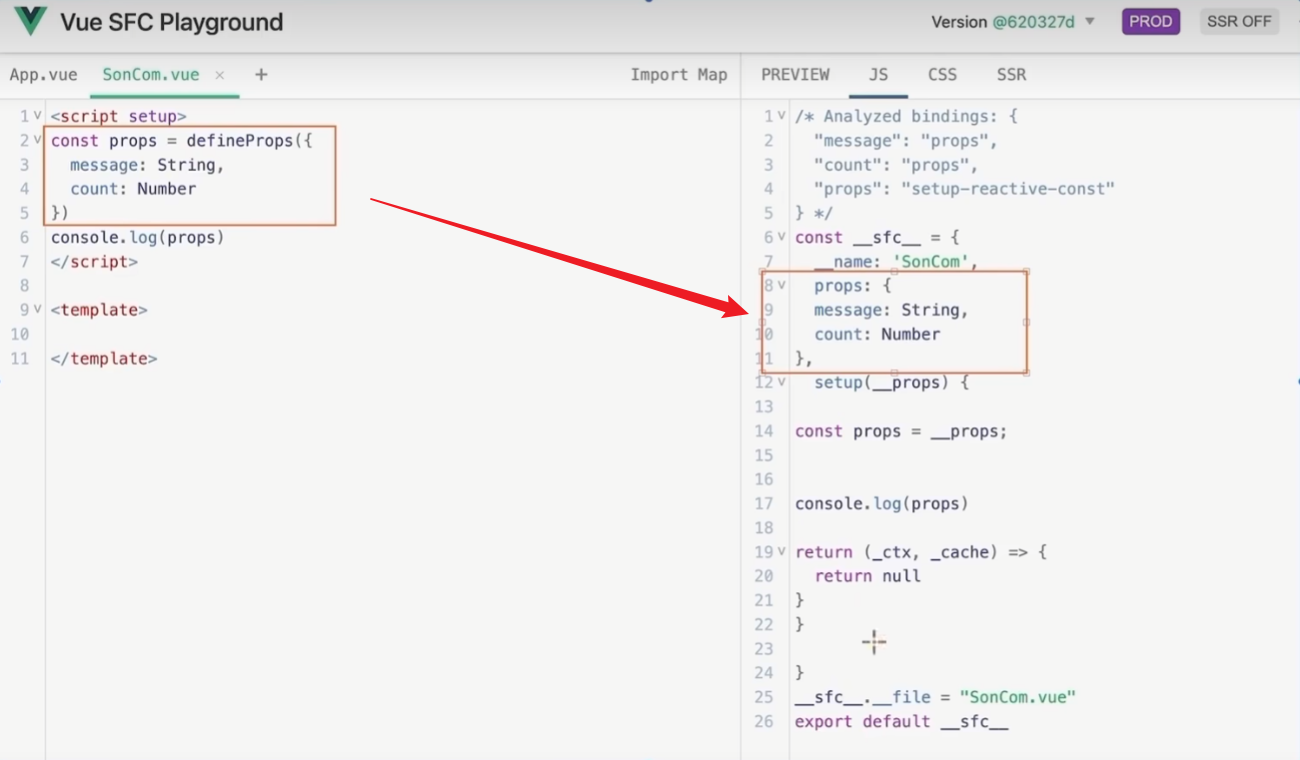 Vue SFC Playground
Version @620327d PROD SSR OFF
App.vue SonCom.vue × + Import Map
1 <script setup>
2 const props = defineProps({
3   message: String,
4   count: Number
5 })
6 console.log(props)
7 </script>
8
9 <template>
10
11 </template>
PREVIEW JS CSS SSR
1 /* Analyzed bindings: {
2   "message": "props",
3   "count": "props",
4   "props": "setup-reactive-const"
5 } */
6 const __sfc__ = {
7   __name: 'SonCom',
8   props: {
9   message: String,
10   count: Number
11 },
12   setup(__props) {
13
14 const props = __props;
15
16
17 console.log(props)
18
19 return (_ctx, _cache) => {
20   return null
21 }
22 }
23
24 }
25 __sfc__.__file = "SonCom.vue"
26 export default __sfc__